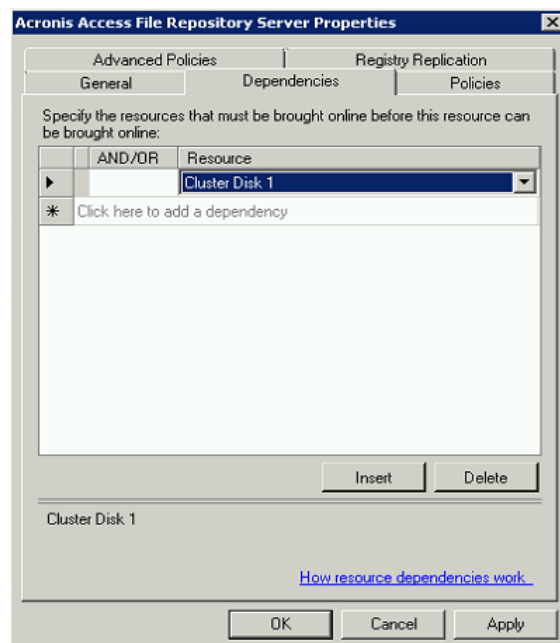 Acronis Access File Repository Server Properties
Advanced Policies
Registry Replication
General
Dependencies
Policies
Specify the resources that must be brought online before this resource can
be brought online:
AND/OR
Resource
Cluster Disk 1
Click here to add a dependency
Insert
Delete
Cluster Disk 1
How resource dependencies work
OK
Cancel
Apply